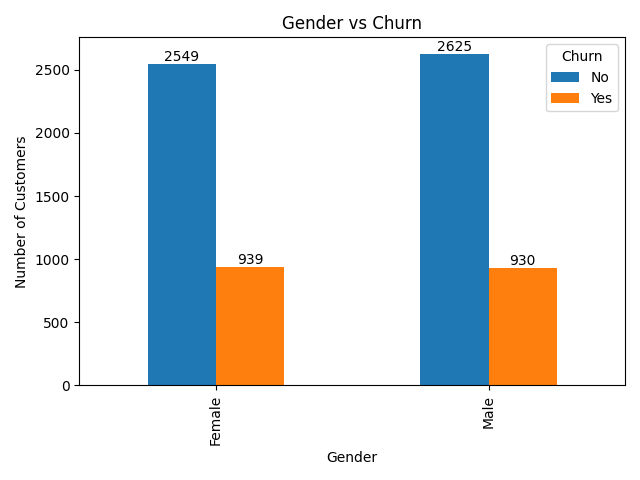 Gender vs Churn
Number of Customers
2500
2000
1500
1000
500
0
2549
939
2625
930
Churn
No
Yes
Female
Male
Gender